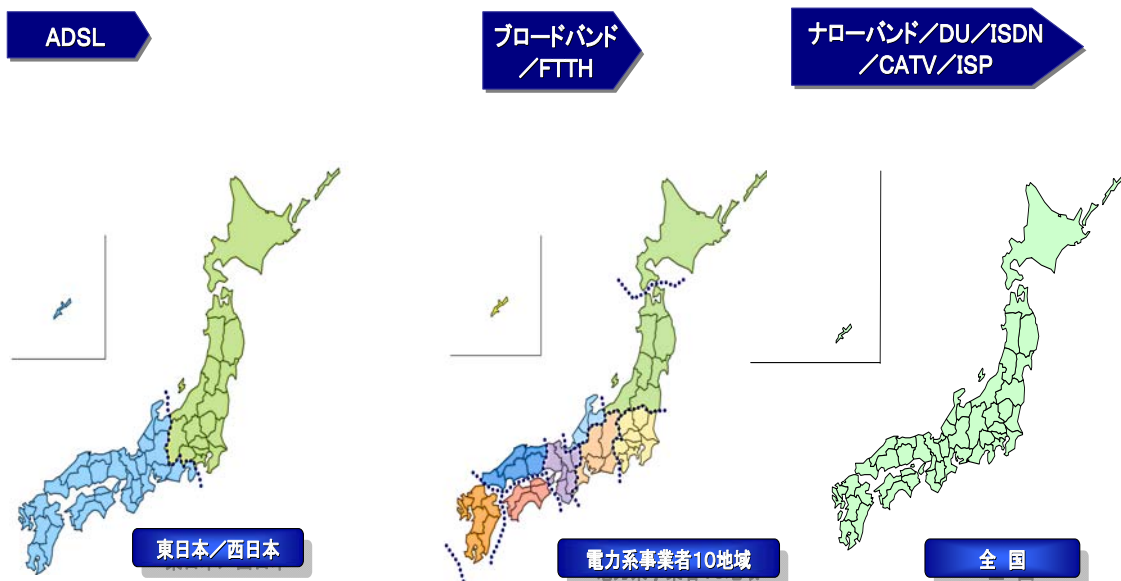 ADSL
ブロードバンド
／FTTH
ナローバンド／DU／ISDN
／CATV／ISP
東日本／西日本
電力系事業者10地域
全 国